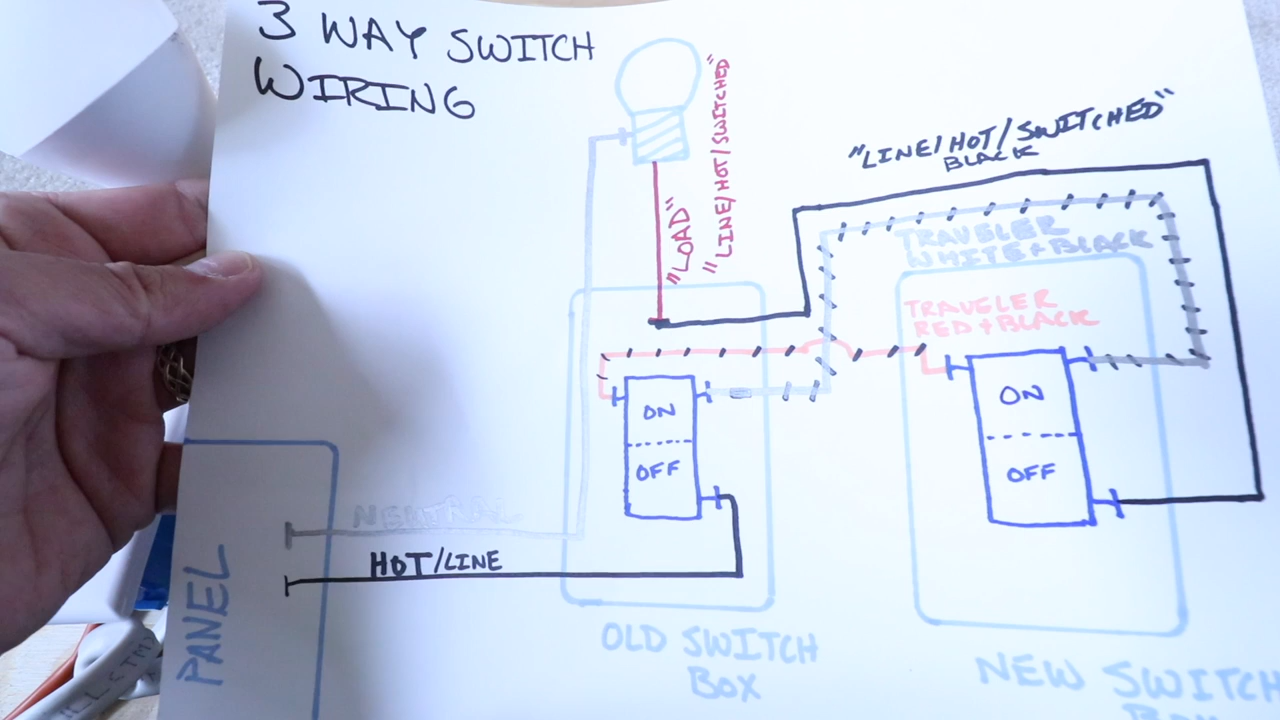 3 WAY SWITCH
WIRING
"LOAD"
"LINE/HOT/SWITCHED"
"LINE/HOT/SWITCHED"
BLACK
TRAVELER
WHITE + BLACK
TRAVELER
RED + BLACK
ON
OFF
ON
OFF
NEUTRAL
HOT/LINE
PANEL
OLD SWITCH
BOX
NEW SWITCH